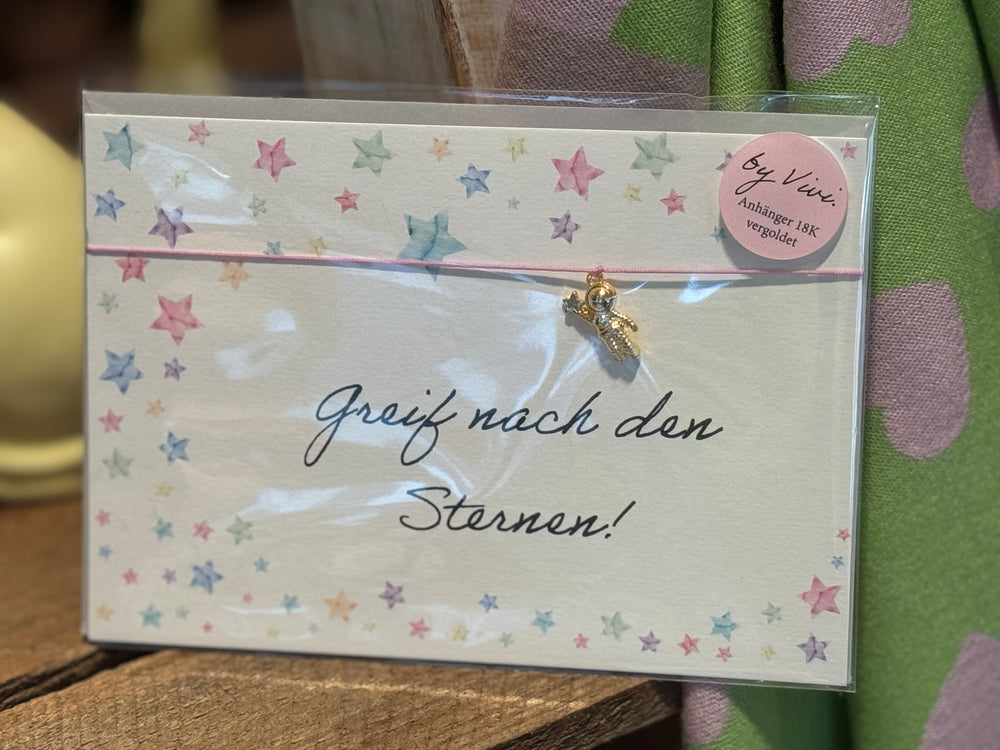 by Vivi.
Anhänger 18K
vergoldet
Greif nach den
Sternen!